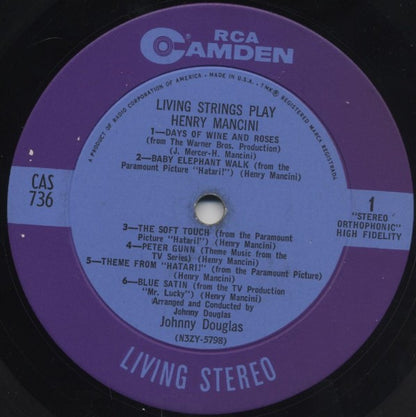 RCA
CAMDEN
A PRODUCT OF RADIO CORPORATION OF AMERICA • MADE IN U.S.A. • TMK® REGISTERED MARCA REGISTRADA
LIVING STRINGS PLAY
HENRY MANCINI
1—DAYS OF WINE AND ROSES
(from The Warner Bros. Production)
(J. Mercer-H. Mancini)
2—BABY ELEPHANT WALK (from the
Paramount Picture "Hatari!") (Henry Mancini)
CAS
736
1
"STEREO
ORTHOPHONIC"
HIGH FIDELITY
3—THE SOFT TOUCH (from the Paramount
Picture "Hatari!") (Henry Mancini)
4—PETER GUNN (Theme Music from the
TV Series) (Henry Mancini)
5—THEME FROM "HATARI!" (from the Paramount Picture)
(Henry Mancini)
6—BLUE SATIN (from the TV Production
"Mr. Lucky") (Henry Mancini)
Arranged and Conducted by
Johnny Douglas
Johnny Douglas
(N3ZY-5798)
LIVING STEREO